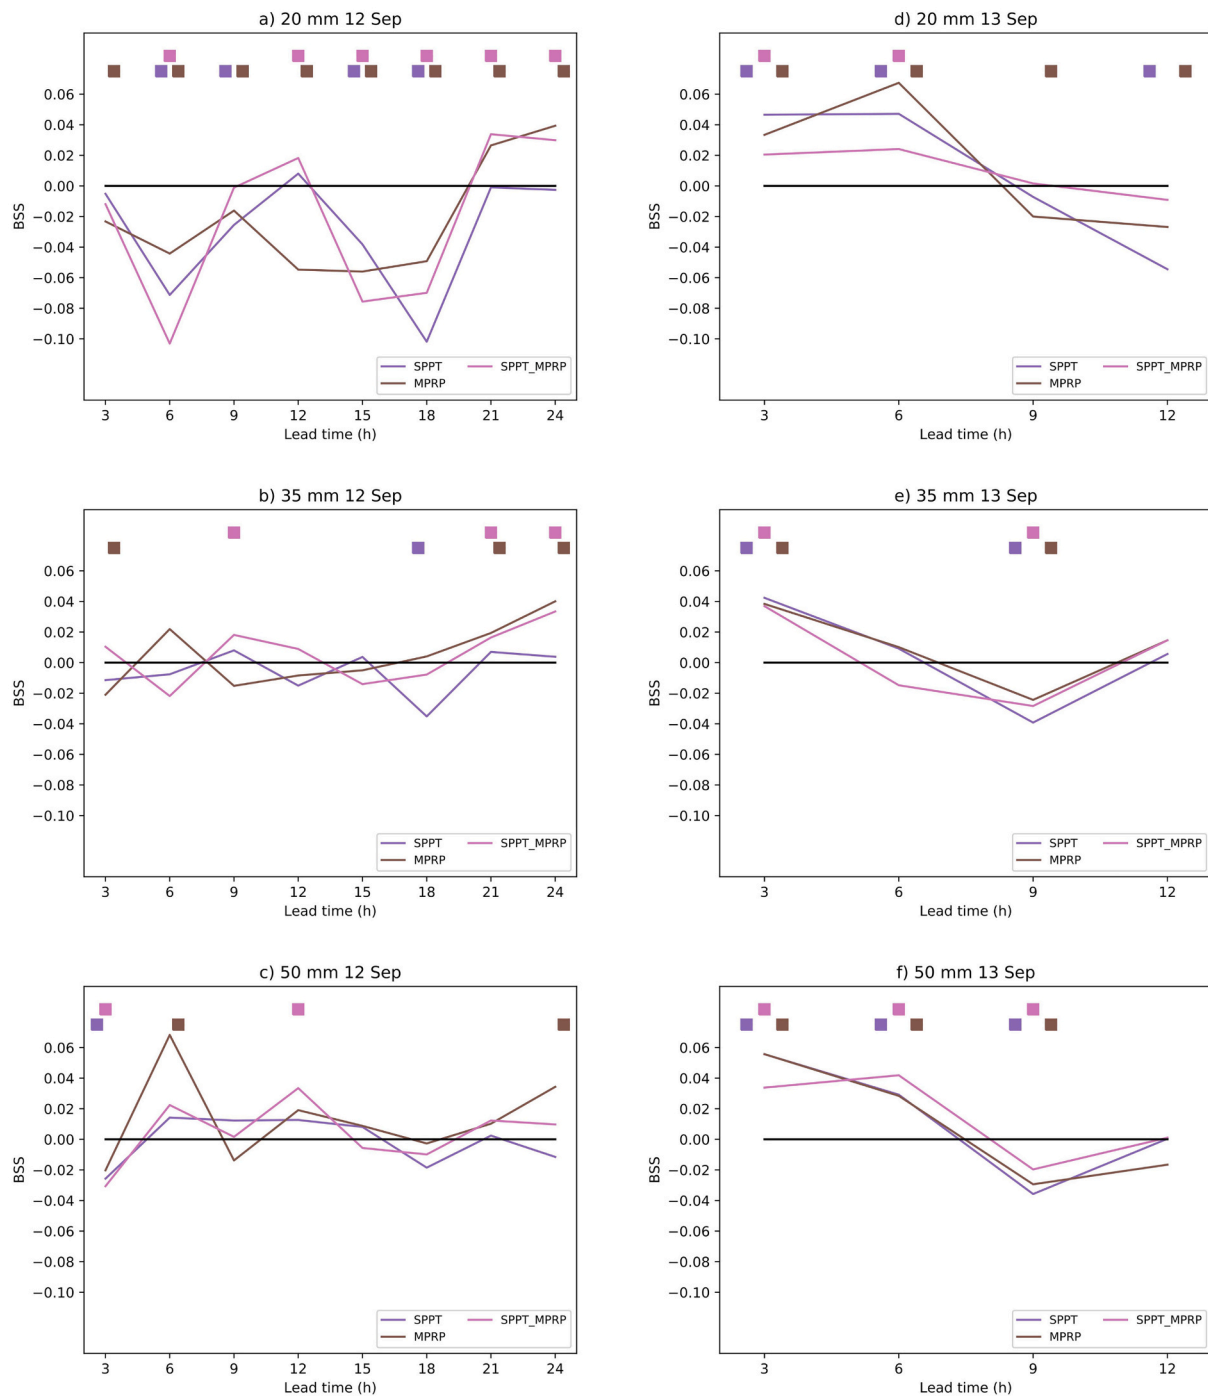 a) 20 mm 12 Sep
BSS
0.06
0.04
0.02
0.00
−0.02
−0.04
−0.06
−0.08
−0.10
SPPT
MPRP
SPPT_MPRP
3 6 9 12 15 18 21 24
Lead time (h)
d) 20 mm 13 Sep
BSS
0.06
0.04
0.02
0.00
−0.02
−0.04
−0.06
−0.08
−0.10
SPPT
MPRP
SPPT_MPRP
3 6 9 12
Lead time (h)
b) 35 mm 12 Sep
BSS
0.06
0.04
0.02
0.00
−0.02
−0.04
−0.06
−0.08
−0.10
SPPT
MPRP
SPPT_MPRP
3 6 9 12 15 18 21 24
Lead time (h)
e) 35 mm 13 Sep
BSS
0.06
0.04
0.02
0.00
−0.02
−0.04
−0.06
−0.08
−0.10
SPPT
MPRP
SPPT_MPRP
3 6 9 12
Lead time (h)
c) 50 mm 12 Sep
BSS
0.06
0.04
0.02
0.00
−0.02
−0.04
−0.06
−0.08
−0.10
SPPT
MPRP
SPPT_MPRP
3 6 9 12 15 18 21 24
Lead time (h)
f) 50 mm 13 Sep
BSS
0.06
0.04
0.02
0.00
−0.02
−0.04
−0.06
−0.08
−0.10
SPPT
MPRP
SPPT_MPRP
3 6 9 12
Lead time (h)